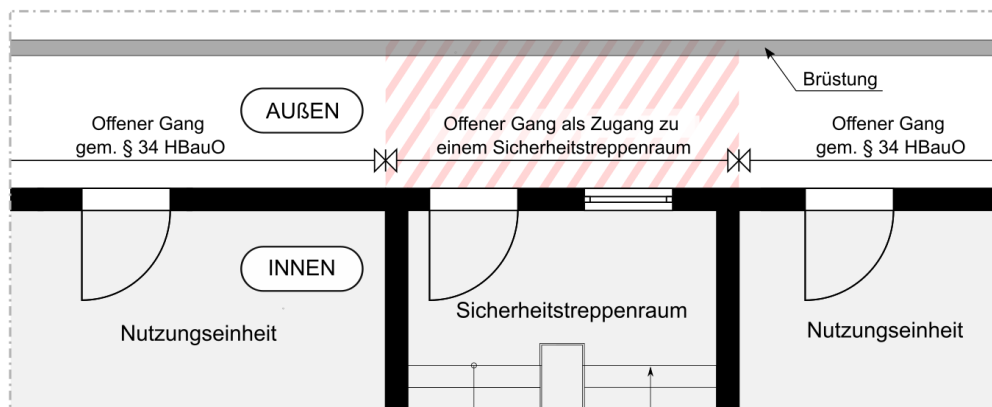 Brüstung
AUßEN
Offener Gang
gem. § 34 HBauO
Offener Gang als Zugang zu
einem Sicherheitstreppenraum
Offener Gang
gem. § 34 HBauO
INNEN
Nutzungseinheit
Sicherheitstreppenraum
Nutzungseinheit